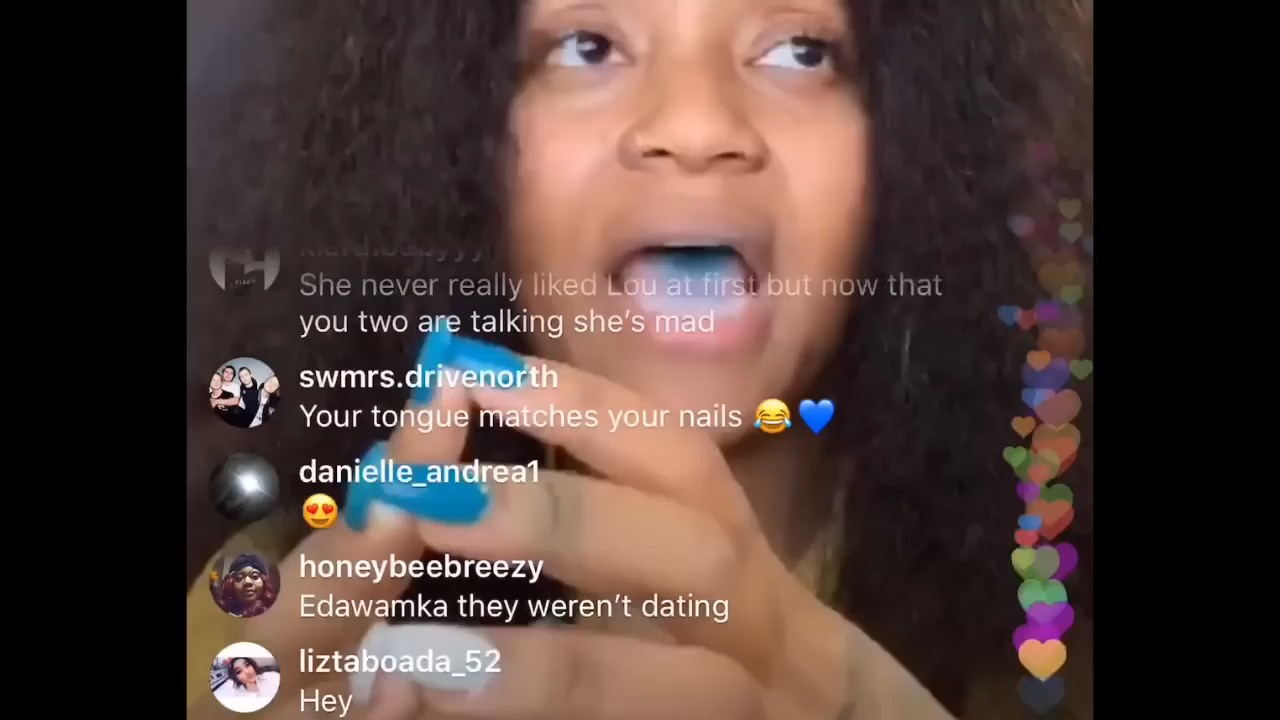 She never really liked Lou at first but now that
you two are talking she's mad
swmrs.drivenorth
Your tongue matches your nails 😂💙
danielle_andrea1
😍
honeybeebreezy
Edawamka they weren't dating
liztaboada_52
Hey